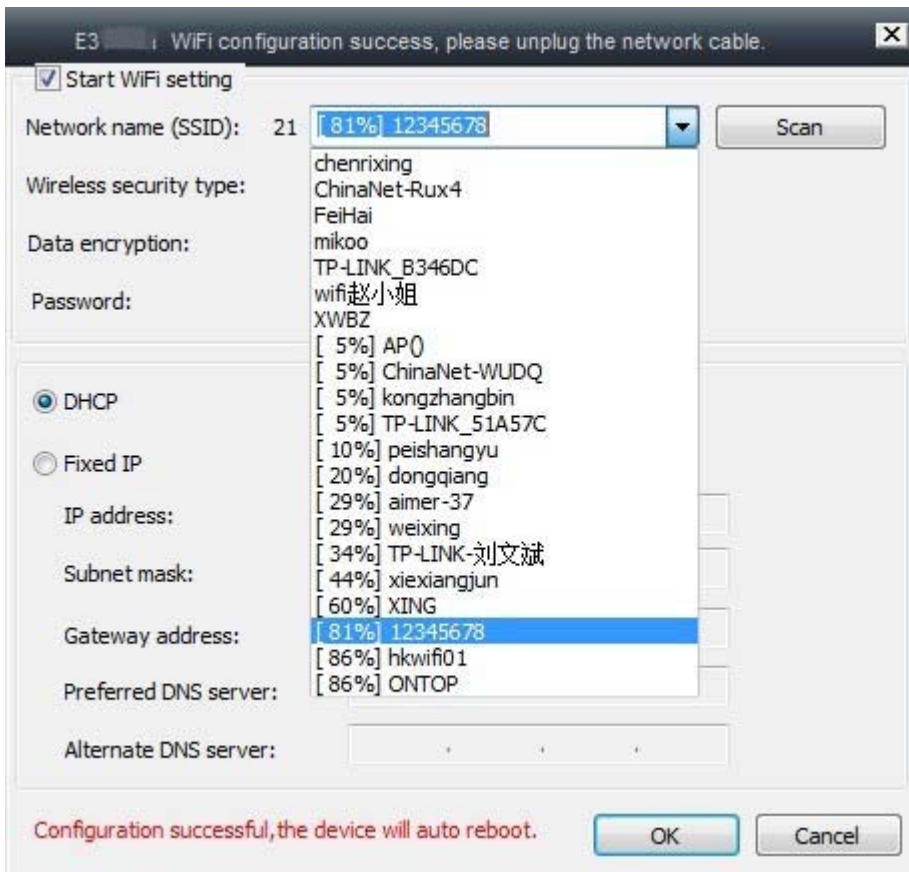 E3 WiFi configuration success, please unplug the network cable.
Start WiFi setting
Network name (SSID): 21 [ 81%] 12345678 Scan
Wireless security type:
Data encryption:
Password:
chenrixing
ChinaNet-Rux4
FeiHai
mikoo
TP-LINK_B346DC
wifi赵小姐
XWBZ
[ 5%] AP()
[ 5%] ChinaNet-WUDQ
[ 5%] kongzhangbin
[ 5%] TP-LINK_51A57C
[ 10%] peishangyu
[ 20%] dongqiang
[ 29%] aimer-37
[ 29%] weixing
[ 34%] TP-LINK-刘文斌
[ 44%] xiexiangjun
[ 60%] XING
[ 81%] 12345678
[ 86%] hkwifi01
[ 86%] ONTOP
DHCP
Fixed IP
IP address:
Subnet mask:
Gateway address:
Preferred DNS server:
Alternate DNS server:
Configuration successful,the device will auto reboot.
OK
Cancel